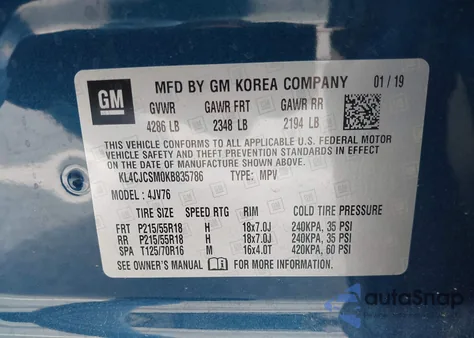 GM
MFD BY GM KOREA COMPANY 01/19
GVWR GAWR FRT GAWR RR
4286 LB 2348 LB 2194 LB
THIS VEHICLE CONFORMS TO ALL APPLICABLE U.S. FEDERAL MOTOR
VEHICLE SAFETY, BUMPER, AND THEFT PREVENTION STANDARDS IN
EFFECT ON THE DATE OF MANUFACTURE SHOWN ABOVE.
KL4CJCSM0KB835786 TYPE: MPV
MODEL: 4JV76
TIRE SIZE SPEED RTG RIM COLD TIRE PRESSURE
FRT P215/55R18 H 18x7.0J 240KPA, 35 PSI
RR P215/55R18 H 18x7.0J 240KPA, 35 PSI
SPA T125/70R16 M 16x4.0T 420KPA, 60 PSI
SEE OWNER'S MANUAL FOR MORE INFORMATION.
autoSnap